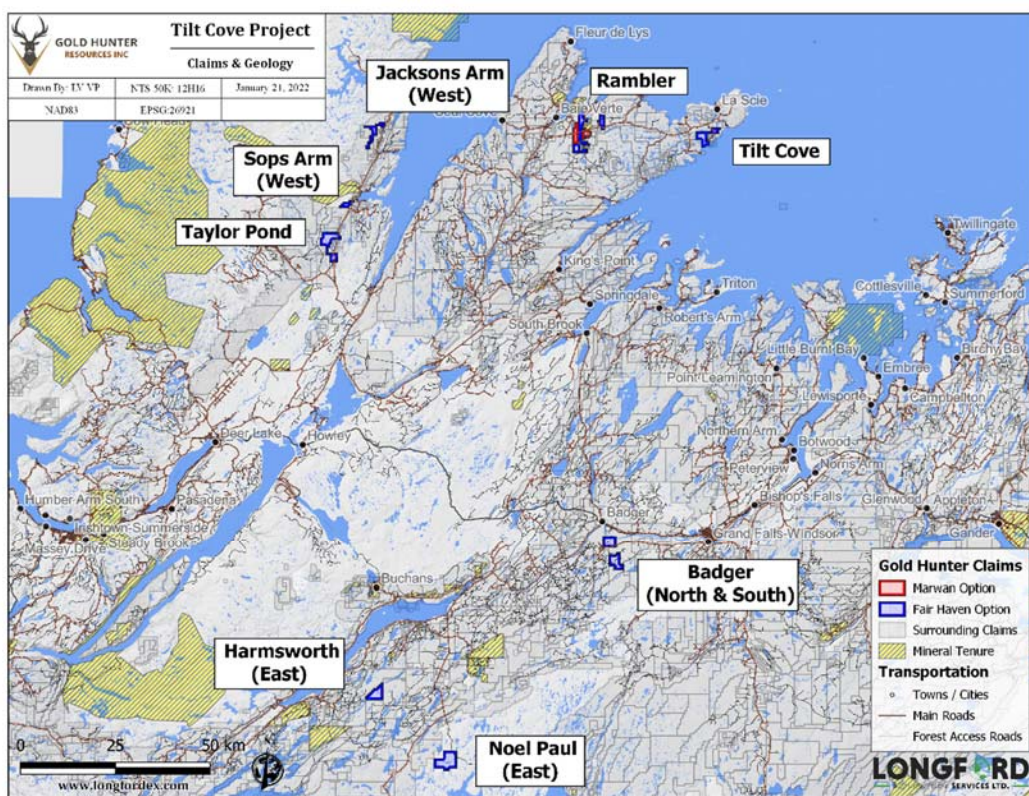 GOLD HUNTER
RESOURCES INC
Tilt Cove Project
Claims & Geology
Drawn By: LV VP
NTS 50K: 12H16
January 21, 2022
NAD83
EPSG:26921
Fleur de Lys
Jacksons Arm
(West)
Rambler
La Scie
Baie Verte
Tilt Cove
Sops Arm
(West)
Taylor Pond
Twillingate
King's Point
Triton
Cottlesville
Summerford
Springdale
Robert's Arm
South Brook
Little Burnt Bay
Birchy Bay
Embree
Point Leamington
Campbellton
Lewisporte
Deer Lake
Howley
Northern Arm
Botwood
Peterview
Norris Arm
Humber Arm South
Pasadena
Bishop's Falls
Glenwood
Appleton
Irishtown-Summerside
Steady Brook
Massey Drive
Badger
Grand Falls-Windsor
Gander
Buchans
Badger
(North & South)
Harmsworth
(East)
Noel Paul
(East)
Gold Hunter Claims
Marwan Option
Fair Haven Option
Surrounding Claims
Mineral Tenure
Transportation
Towns / Cities
Main Roads
Forest Access Roads
0 25 50 km
www.longfordex.com
LONGFORD
SERVICES LTD.